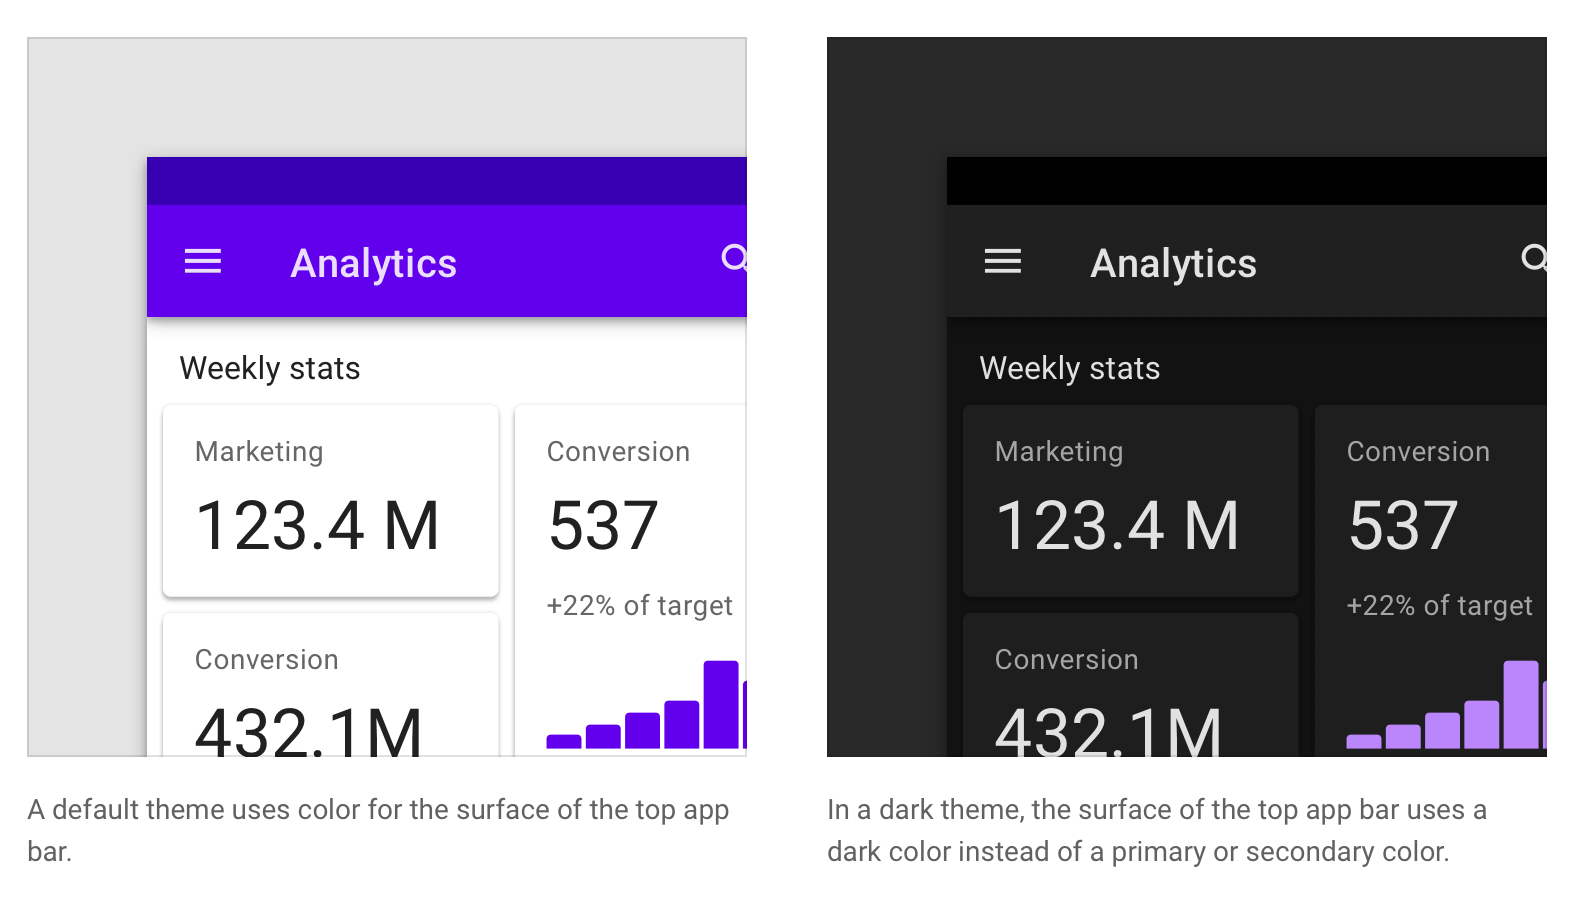 Analytics
Weekly stats
Marketing
123.4 M
Conversion
432.1M
Conversion
537
+22% of target
A default theme uses color for the surface of the top app
bar.
Analytics
Weekly stats
Marketing
123.4 M
Conversion
432.1M
Conversion
537
+22% of target
In a dark theme, the surface of the top app bar uses a
dark color instead of a primary or secondary color.